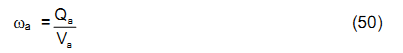 ωa = Qa/Va (50)